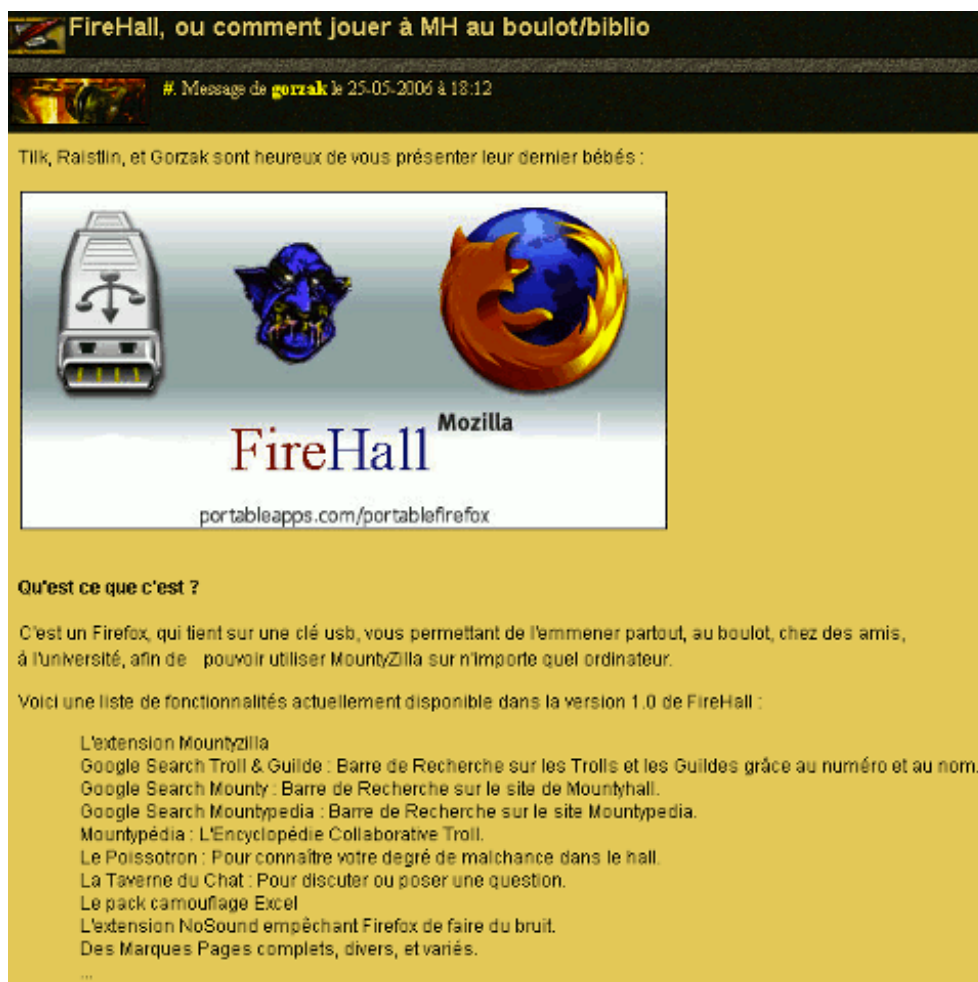 FireHall, ou comment jouer à MH au boulot/biblio
#. Message de gorzak le 25-05-2006 à 18:12
Tilk, Raistlin, et Gorzak sont heureux de vous présenter leur dernier bébés :
Mozilla
FireHall
portableapps.com/portablefirefox
Qu'est ce que c'est ?
C'est un Firefox, qui tient sur une clé usb, vous permettant de l'emmener partout, au boulot, chez des amis,
à l'université, afin de pouvoir utiliser MountyZilla sur n'importe quel ordinateur.
Voici une liste de fonctionnalités actuellement disponible dans la version 1.0 de FireHall :
L'extension Mountyzilla
Google Search Troll & Guilde : Barre de Recherche sur les Trolls et les Guildes grâce au numéro et au nom.
Google Search Mounty : Barre de Recherche sur le site de Mountyhall.
Google Search Mountypedia : Barre de Recherche sur le site Mountypedia.
Mountypédia : L'Encyclopédie Collaborative Troll.
Le Poissotron : Pour connaître votre degré de malchance dans le hall.
La Taverne du Chat : Pour discuter ou poser une question.
Le pack camouflage Excel
L'extension NoSound empêchant Firefox de faire du bruit.
Des Marques Pages complets, divers, et variés.
...